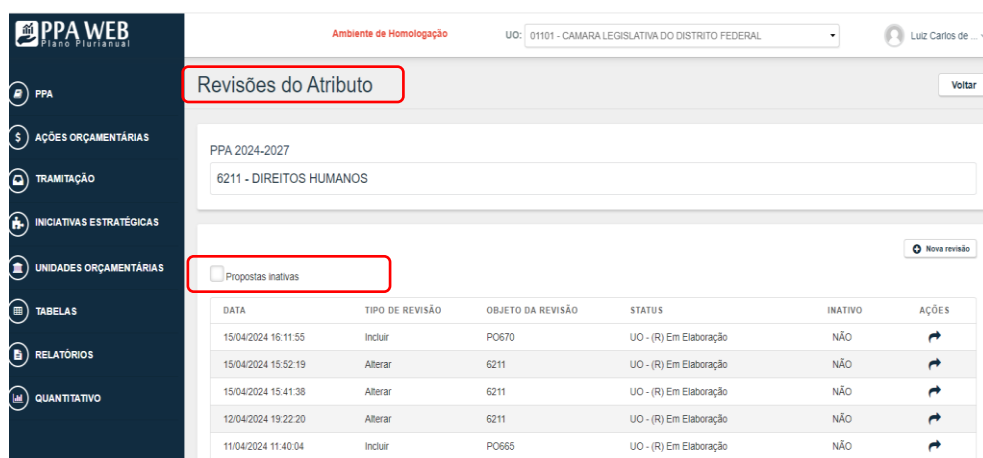 PPA WEB
Plano Plurianual
Ambiente de Homologação
UO: 01101 - CAMARA LEGISLATIVA DO DISTRITO FEDERAL
Luiz Carlos de ...
PPA
AÇÕES ORÇAMENTÁRIAS
TRAMITAÇÃO
INICIATIVAS ESTRATÉGICAS
UNIDADES ORÇAMENTÁRIAS
TABELAS
RELATÓRIOS
QUANTITATIVO
Revisões do Atributo
Voltar
PPA 2024-2027
6211 - DIREITOS HUMANOS
Nova revisão
Propostas inativas
DATA TIPO DE REVISÃO OBJETO DA REVISÃO STATUS INATIVO AÇÕES
15/04/2024 16:11:55 Incluir PO670 UO - (R) Em Elaboração NÃO
15/04/2024 15:52:19 Alterar 6211 UO - (R) Em Elaboração NÃO
15/04/2024 15:41:38 Alterar 6211 UO - (R) Em Elaboração NÃO
12/04/2024 19:22:20 Alterar 6211 UO - (R) Em Elaboração NÃO
11/04/2024 11:40:04 Incluir PO665 UO - (R) Em Elaboração NÃO